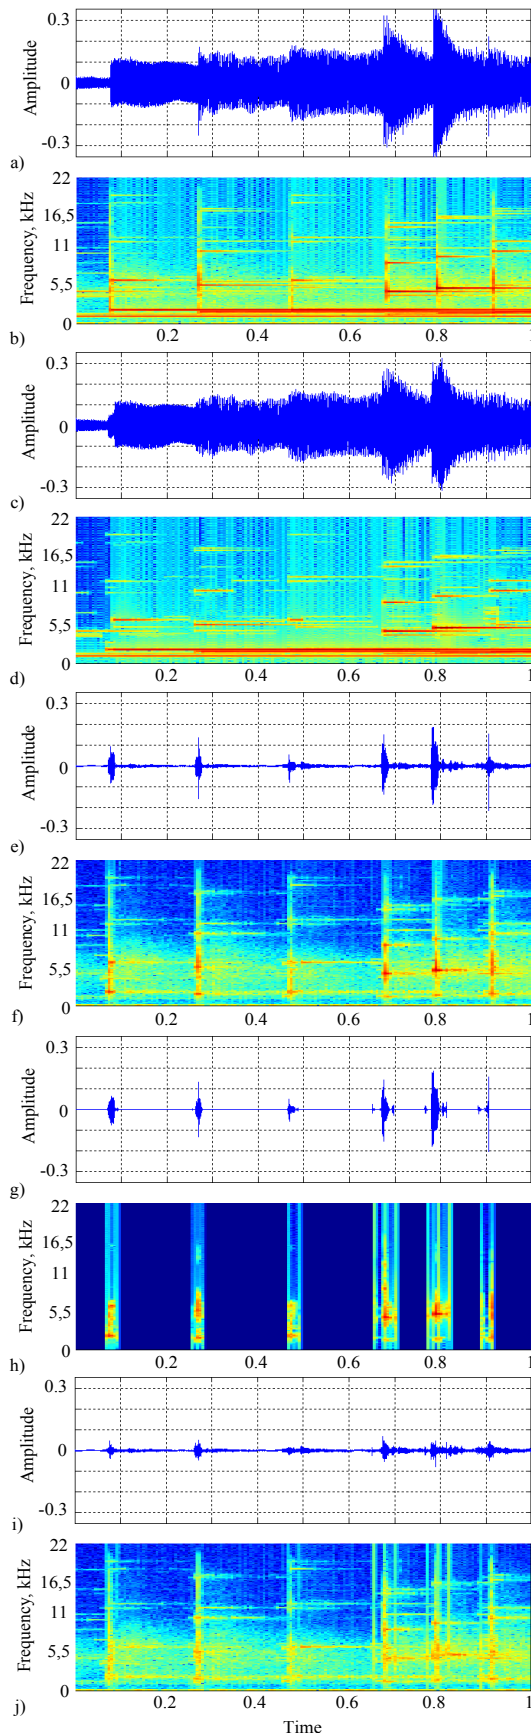 0.3
Amplitude
0
-0.3
a)
22
16,5
11
5,5
0
Frequency, kHz
b)
0.2 0.4 0.6 0.8 1
0.3
Amplitude
0
-0.3
c)
22
16,5
11
5,5
0
Frequency, kHz
d)
0.2 0.4 0.6 0.8 1
0.3
Amplitude
0
-0.3
e)
22
16,5
11
5,5
0
Frequency, kHz
f)
0.2 0.4 0.6 0.8 1
0.3
Amplitude
0
-0.3
g)
22
16,5
11
5,5
0
Frequency, kHz
h)
0.2 0.4 0.6 0.8 1
0.3
Amplitude
0
-0.3
i)
22
16,5
11
5,5
0
Frequency, kHz
j)
0.2 0.4 0.6 0.8 1
Time